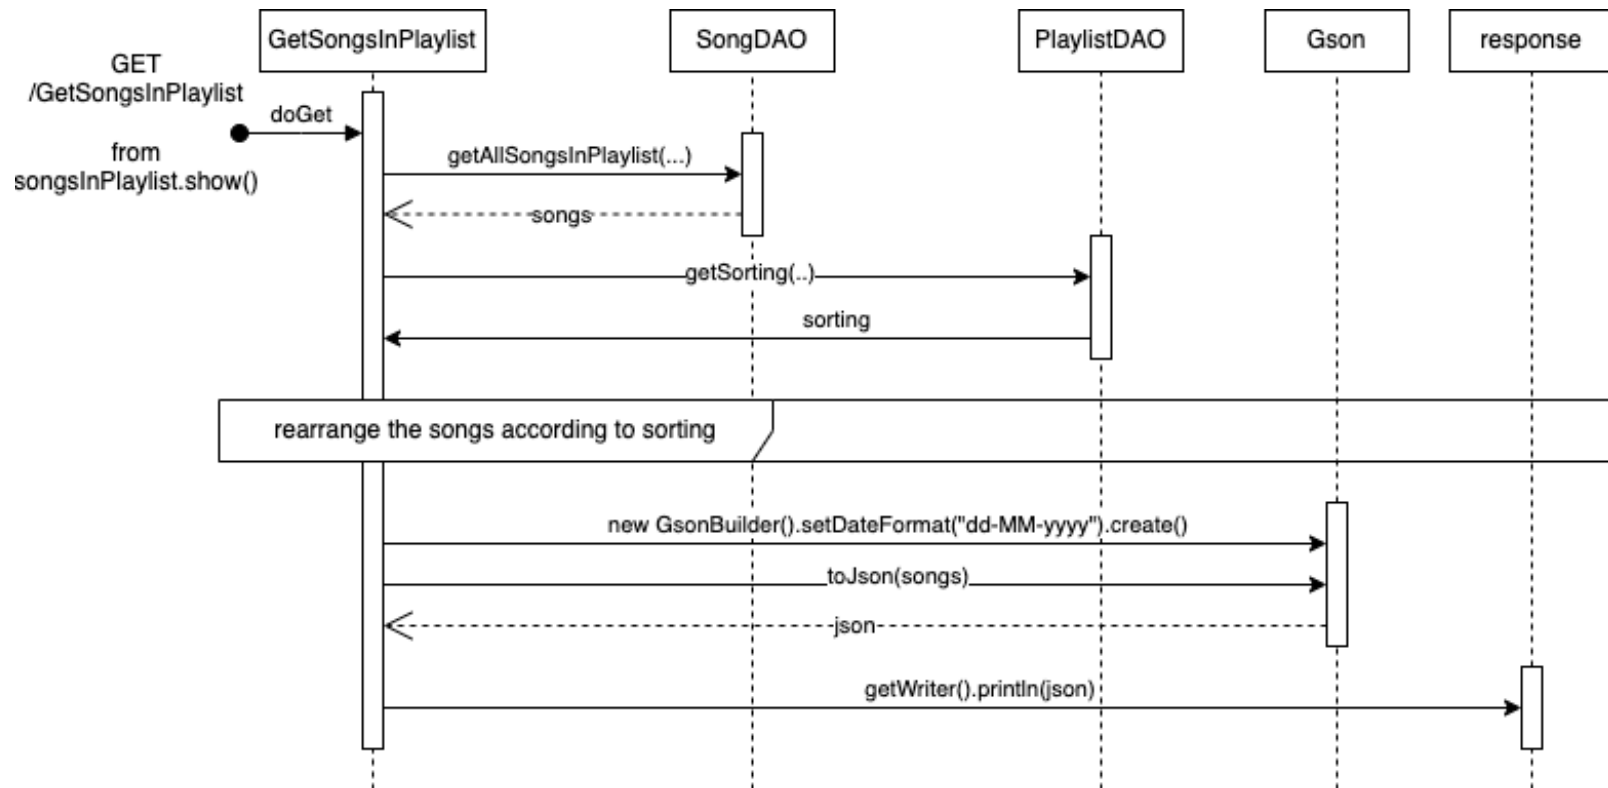 GetSongsInPlaylist
SongDAO
PlaylistDAO
Gson
response
GET
/GetSongsInPlaylist
from
songsInPlaylist.show()
doGet
getAllSongsInPlaylist(...)
songs
getSorting(..)
sorting
rearrange the songs according to sorting
new GsonBuilder().setDateFormat("dd-MM-yyyy").create()
toJson(songs)
json
getWriter().println(json)